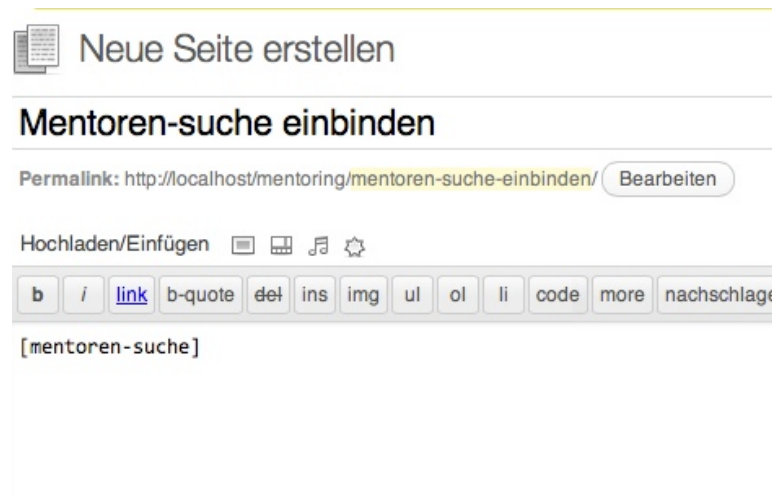 Neue Seite erstellen
Mentoren-suche einbinden
Permalink: http://localhost/mentoring/mentoren-suche-einbinden/ Bearbeiten
Hochladen/Einfügen
b i link b-quote del ins img ul ol li code more nachschlage
[mentoren-suche]